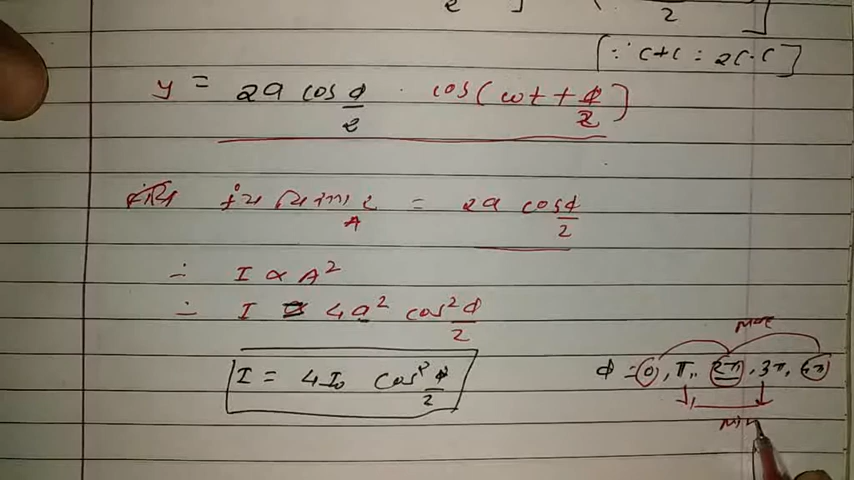 2
[∵ C+C = 2C·C]
y = 2a cos ϕ/2 · cos(ωt + ϕ/2)
= 2a cos ϕ/2
∴ I ∝ A²
∴ I 4a² cos² ϕ/2
I = 4I₀ cos² ϕ/2
max
ϕ = 0, π, 2π, 3π, 4π
min